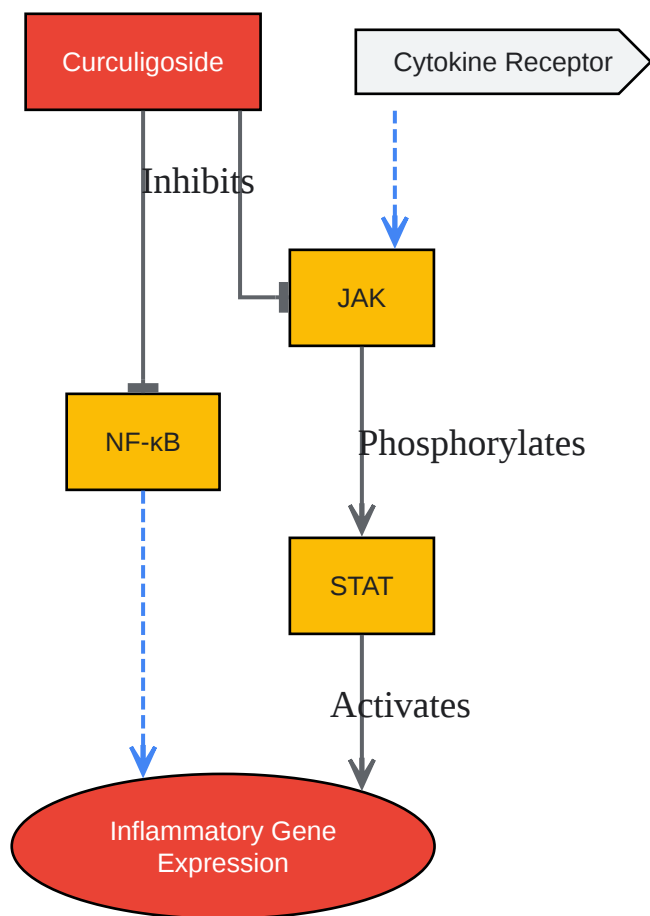 Curculigoside
Cytokine Receptor
Inhibits
JAK
NF-κB
Phosphorylates
STAT
Activates
Inflammatory Gene
Expression